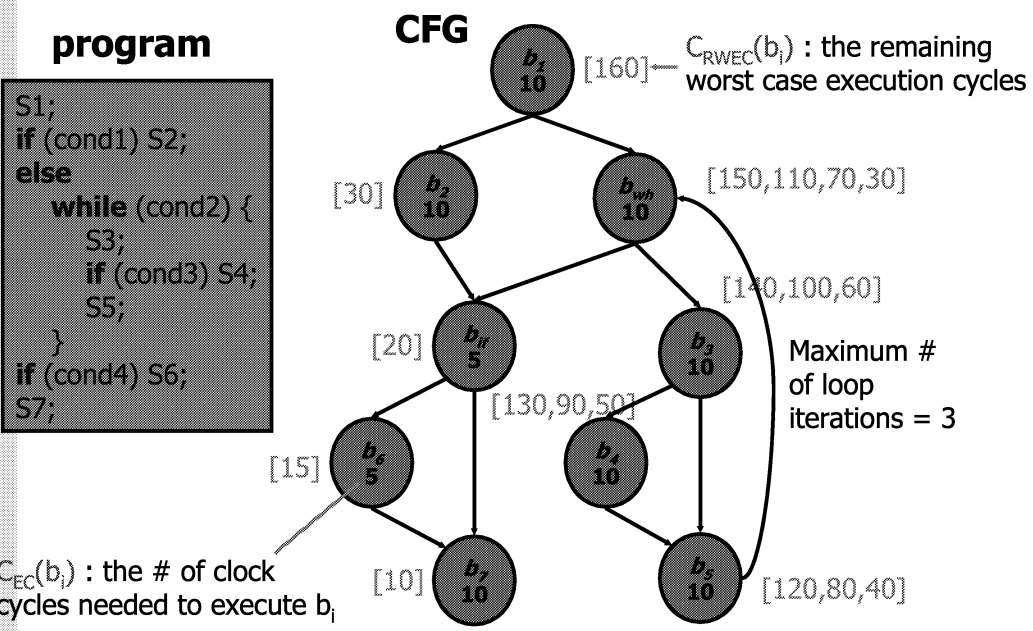 program
S1;
if (cond1) S2;
else
while (cond2) {
S3;
if (cond3) S4;
S5;
}
if (cond4) S6;
S7;
CFG
b1
10
[160]
CRWEC(bi) : the remaining
worst case execution cycles
[30]
b2
10
bwh
10
[150,110,70,30]
[140,100,60]
[20]
bif
5
b3
10
Maximum #
of loop
iterations = 3
[130,90,50]
[15]
b6
5
b4
10
CEC(bi) : the # of clock
cycles needed to execute bi
[10]
b7
10
b5
10
[120,80,40]